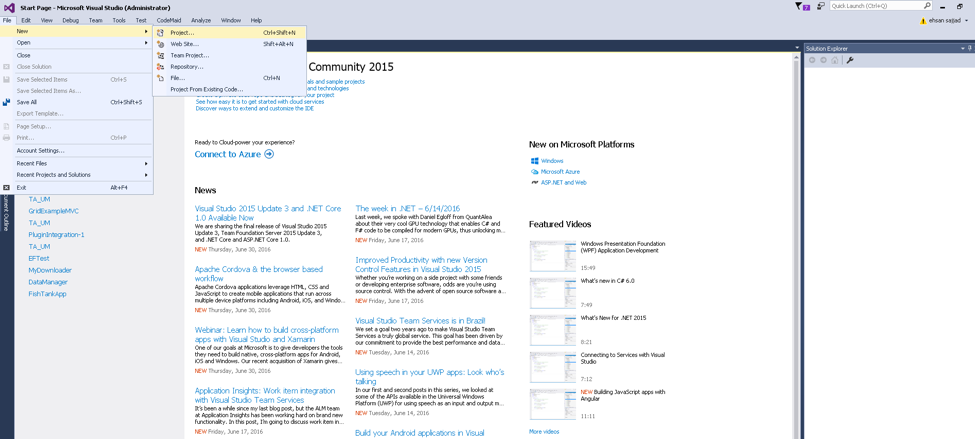 Start Page - Microsoft Visual Studio (Administrator)
Quick Launch (Ctrl+Q)
File Edit View Debug Team Tools Test CodeMaid Analyze Window Help
ehsan sajjad
New
Open
Close
Close Solution
Save Selected Items Ctrl+S
Save Selected Items As...
Save All Ctrl+Shift+S
Export Template...
Page Setup...
Print... Ctrl+P
Account Settings...
Recent Files
Recent Projects and Solutions
Exit Alt+F4
Project... Ctrl+Shift+N
Web Site... Shift+Alt+N
Team Project...
Repository...
File... Ctrl+N
Project From Existing Code...
Document Outline
TA_UM
GridExampleMVC
TA_UM
PluginIntegration-1
TA_UM
EFTest
MyDownloader
DataManager
FishTankApp
Community 2015
als and sample projects
and technologies
your project
See how easy it is to get started with cloud services
Discover ways to extend and customize the IDE
Ready to Cloud-power your experience?
Connect to Azure
News
Visual Studio 2015 Update 3 and .NET Core
1.0 Available Now
We are sharing the final release of Visual Studio 2015
Update 3, Team Foundation Server 2015 Update 3,
and .NET Core and ASP.NET Core 1.0.
NEW Thursday, June 30, 2016
Apache Cordova & the browser based
workflow
Apache Cordova applications leverage HTML, CSS and
JavaScript to create mobile applications that run across
multiple device platforms including Android, iOS, and Windo...
NEW Thursday, June 30, 2016
Webinar: Learn how to build cross-platform
apps with Visual Studio and Xamarin
One of our goals at Microsoft is to give developers the tools
they need to build native, cross-platform apps for Android,
iOS and Windows. Our recent acquisition of Xamarin gives...
NEW Thursday, June 30, 2016
Application Insights: Work item integration
with Visual Studio Team Services
It's been a while since my last blog post, but the ALM team
at Application Insights has been working hard on brand new
functionality. In this post, I'm going to discuss work item in...
NEW Friday, June 17, 2016
The week in .NET – 6/14/2016
Last week, we spoke with Daniel Egloff from QuantAlea
about their very cool GPU technology that enables C# and
F# code to be compiled for modern GPUs, thus unlocking m...
NEW Friday, June 17, 2016
Improved Productivity with new Version
Control Features in Visual Studio 2015
Whether you're working on a side project with some friends
or developing enterprise software, odds are you're using
source control. With the advent of open source software a...
NEW Friday, June 17, 2016
Visual Studio Team Services is in Brazil!
We set a goal two years ago to make Visual Studio Team
Services a truly global service. This goal has been driven by
our commitment to provide the best performance and data...
NEW Tuesday, June 14, 2016
Using speech in your UWP apps: Look who's
talking
In our first and second posts in this series, we looked at
some of the APIs available in the Universal Windows
Platform (UWP) for using speech as an input and output m...
NEW Tuesday, June 14, 2016
Build your Android applications in Visual
New on Microsoft Platforms
Windows
Microsoft Azure
ASP.NET and Web
Featured Videos
Windows Presentation Foundation
(WPF) Application Development
15:49
What's new in C# 6.0
7:49
What's New for .NET 2015
8:21
Connecting to Services with Visual
Studio
7:12
NEW Building JavaScript apps with
Angular
11:11
More videos
Solution Explorer